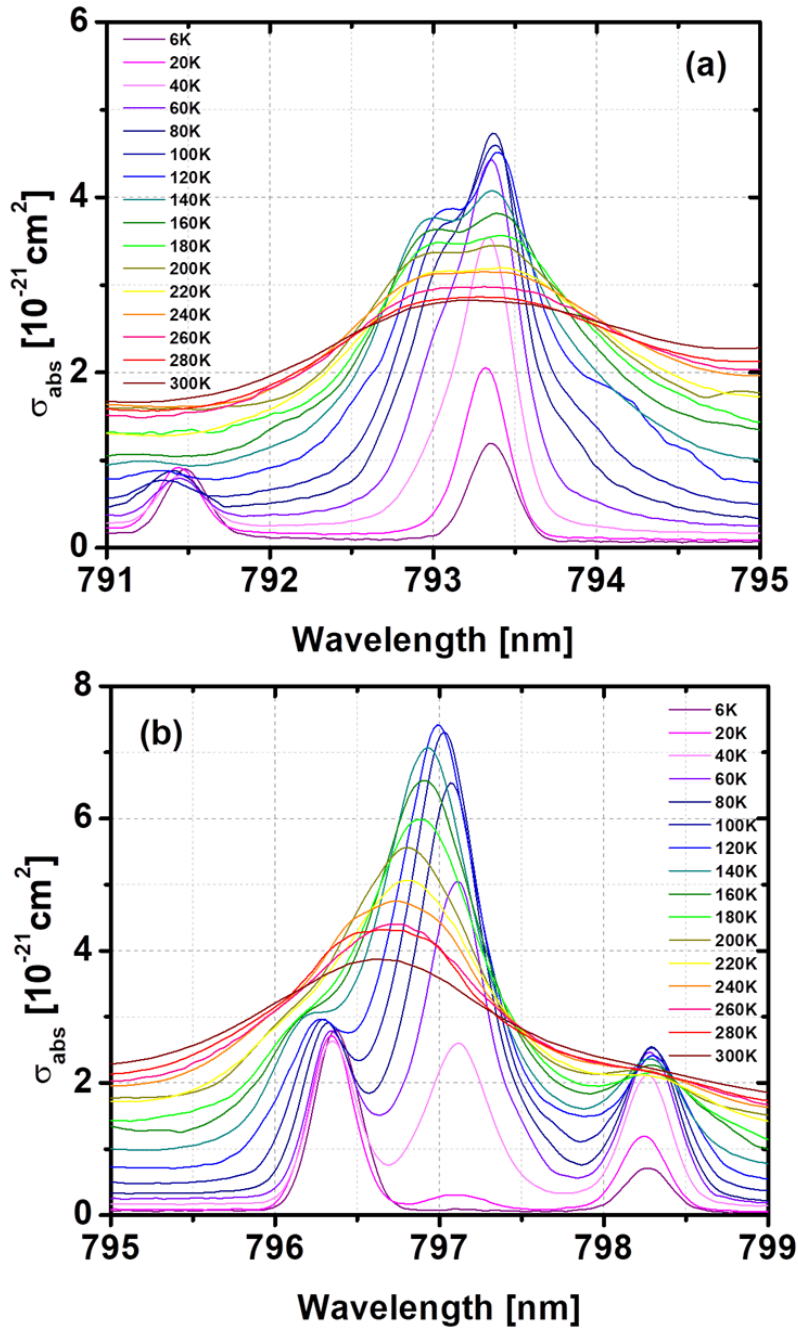 6
4
2
0
σabs [10-21cm2]
(a)
6K
20K
40K
60K
80K
100K
120K
140K
160K
180K
200K
220K
240K
260K
280K
300K
791 792 793 794 795
Wavelength [nm]
8
6
4
2
0
σabs [10-21cm2]
(b)
6K
20K
40K
60K
80K
100K
120K
140K
160K
180K
200K
220K
240K
260K
280K
300K
795 796 797 798 799
Wavelength [nm]